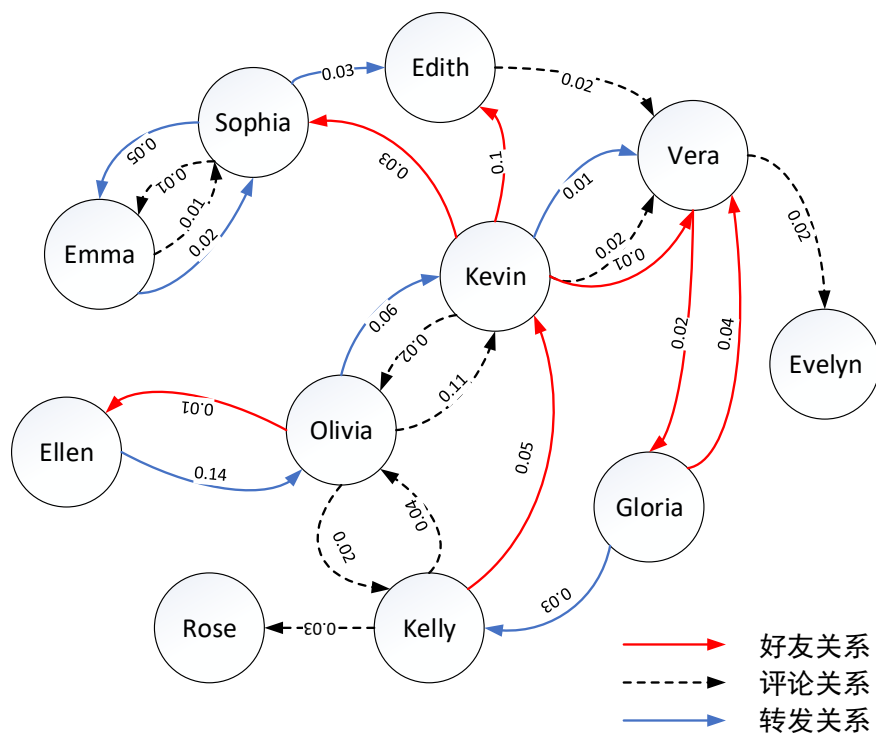 Edith
0.03
0.02
Sophia
0.05
Vera
0.03
0.1
0.01
0.01
0.01
0.02
Emma
0.02
0.02
0.01
Kevin
0.06
0.02
0.02
0.04
0.11
Evelyn
0.01
Olivia
Ellen
0.14
0.05
0.04
Gloria
0.02
0.03
Rose
0.03
Kelly
好友关系
评论关系
转发关系